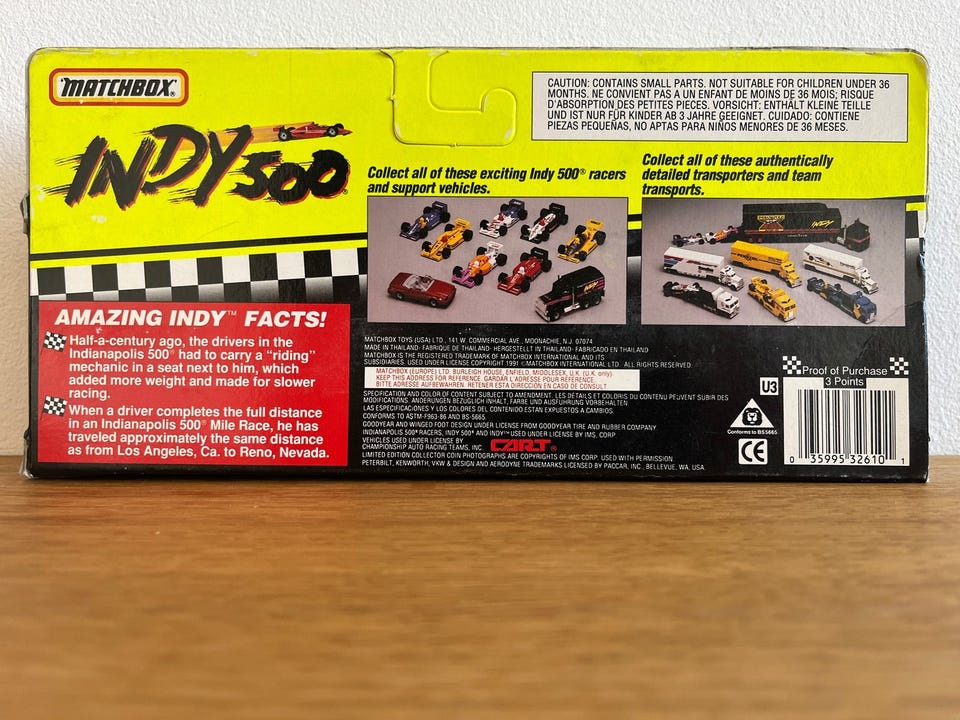 "MATCHBOX"®
INDY 500
CAUTION: CONTAINS SMALL PARTS. NOT SUITABLE FOR CHILDREN UNDER 36
MONTHS. NE CONVIENT PAS A UN ENFANT DE MOINS DE 36 MOIS; RISQUE
D'ABSORPTION DES PETITES PIECES. VORSICHT: ENTHÄLT KLEINE TEILLE
UND IST NUR FÜR KINDER AB 3 JAHRE GEEIGNET. CUIDADO: CONTIENE
PIEZAS PEQUEÑAS, NO APTAS PARA NIÑOS MENORES DE 36 MESES.
Collect all of these exciting Indy 500® racers
and support vehicles.
Collect all of these authentically
detailed transporters and team
transports.
AMAZING INDY™ FACTS!
Half-a-century ago, the drivers in the
Indianapolis 500® had to carry a "riding"
mechanic in a seat next to him, which
added more weight and made for slower
racing.
When a driver completes the full distance
in an Indianapolis 500® Mile Race, he has
traveled approximately the same distance
as from Los Angeles, Ca. to Reno, Nevada.
MATCHBOX TOYS (USA) LTD., 141 W. COMMERCIAL AVE., MOONACHIE, N.J. 07074
MADE IN THAILAND· FABRIQUE DE THAILAND· HERGESTELLT IN THAILAND· FABRICADO EN THAILAND
MATCHBOX IS THE REGISTERED TRADEMARK OF MATCHBOX INTERNATIONAL AND ITS
SUBSIDIARIES. USED UNDER LICENSE COPYRIGHT 1991 © MATCHBOX INTERNATIONAL LTD. ALL RIGHTS RESERVED.
MATCHBOX (EUROPE) LTD. BURLEIGH HOUSE, ENFIELD, MIDDLESEX, U.K. (U.K. only)
KEEP THIS ADDRESS FOR REFERENCE. GARDAR L'ADRESSE POUR REFERENCE.
BITTE ADRESSE AUFBEWAHREN. RETENER ESTA DIRECCION EN CASO DE CONSULT.
SPECIFICATION AND COLOR OF CONTENT SUBJECT TO AMENDMENT. LES DETAILS ET COLORIS DU CONTENU PEUVENT SUBIR DES
MODIFICATIONS. ANDERUNGEN BEZUGLICH INHALT, FARBE UND AUSFUHRUNG VORBEHALTEN
LAS ESPECIFICACIONES Y LOS COLORES DEL CONTENIDO ESTAN EXPUESTOS A CAMBIOS.
CONFORMS TO ASTM-F963-86 AND BS-5665.
GOODYEAR AND WINGED FOOT DESIGN UNDER LICENSE FROM GOODYEAR TIRE AND RUBBER COMPANY
INDIANAPOLIS 500® RACERS, INDY 500® AND INDY™ USED UNDER LICENSE BY IMS, CORP
VEHICLES USED UNDER LICENSE BY
CHAMPIONSHIP AUTO RACING TEAMS, INC. CART®
LIMITED EDITION COLLECTOR COIN PHOTOGRAPHS ARE COPYRIGHTS OF IMS CORP. USED WITH PERMISSION
PETERBILT, KENWORTH, VKW & DESIGN AND AERODYNE TRADEMARKS LICENSED BY PACCAR, INC., BELLEVUE, WA, USA
U3
Conforms to BS5665
CE
Proof of Purchase
3 Points
0 35995 32610 1